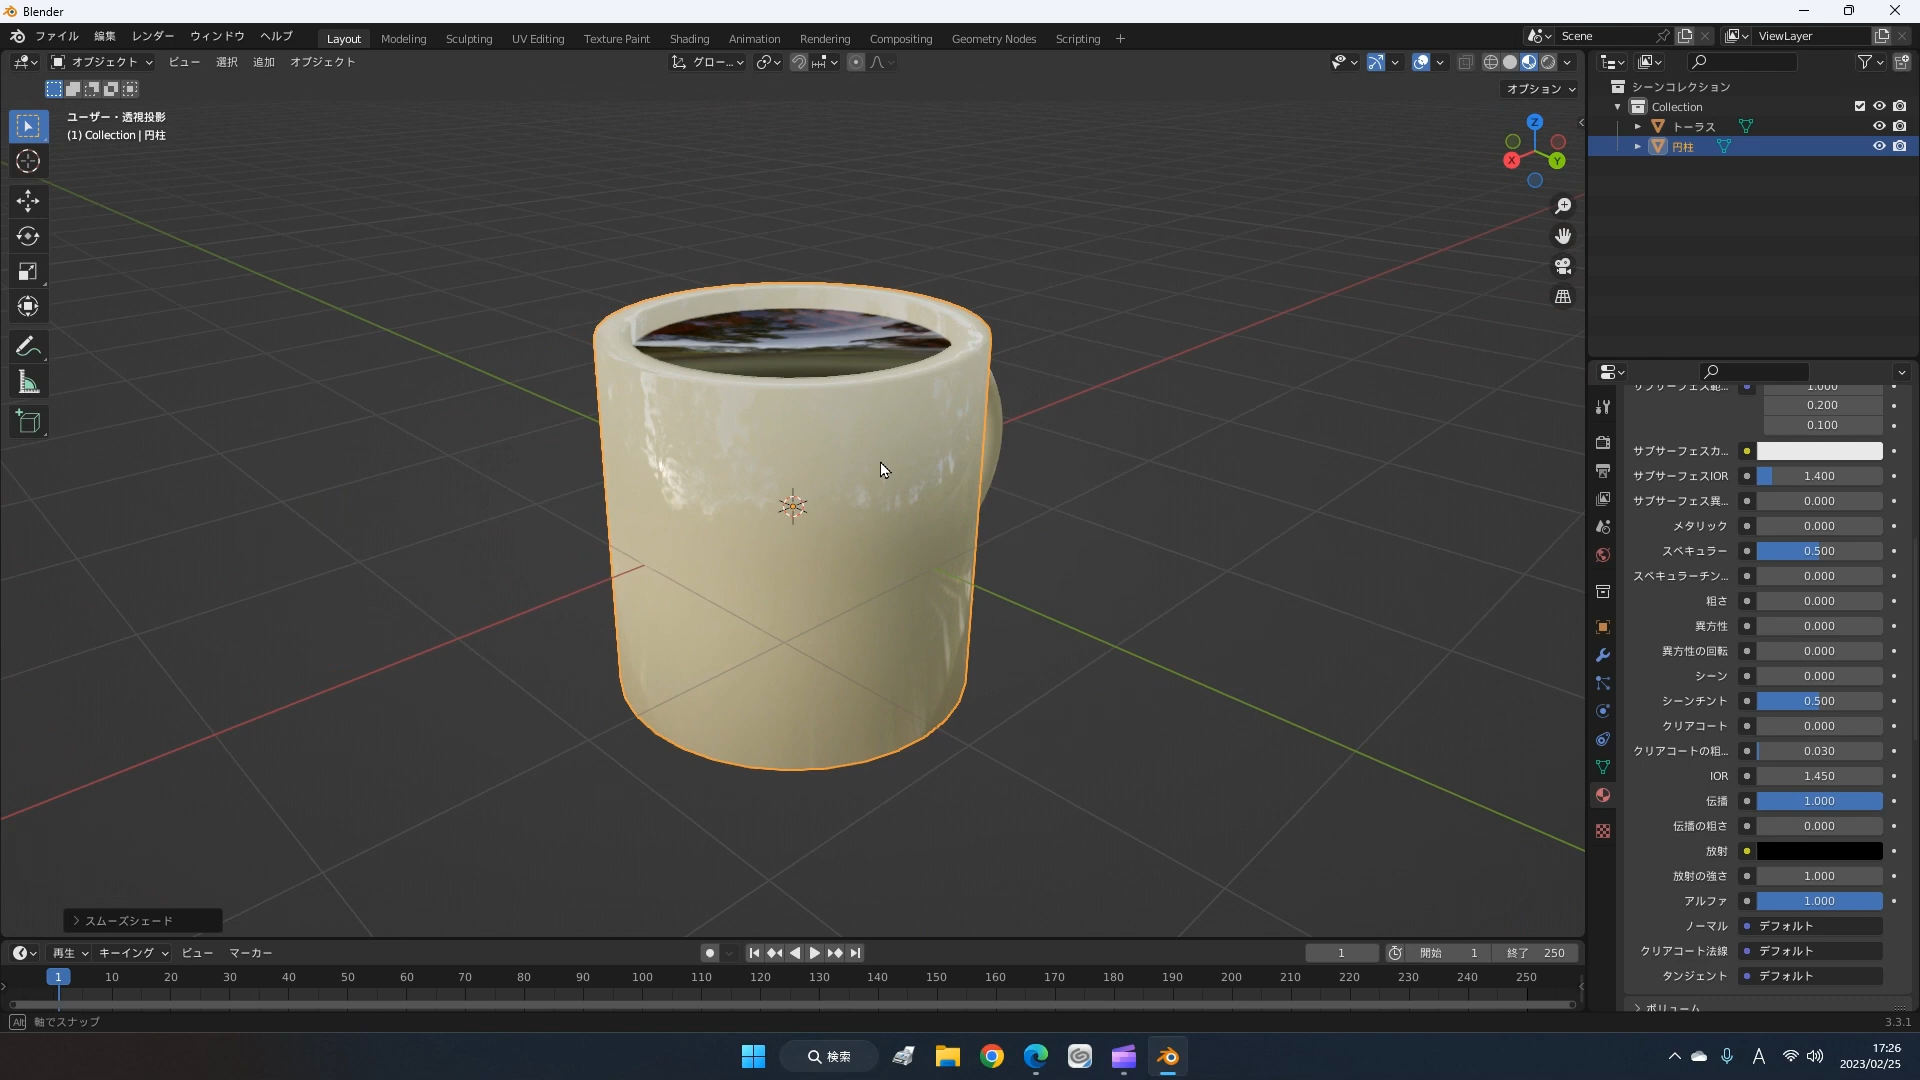 Blender
ファイル 編集 レンダー ウィンドウ ヘルプ Layout Modeling Sculpting UV Editing Texture Paint Shading Animation Rendering Compositing Geometry Nodes Scripting + Scene ViewLayer
オブジェクト ビュー 選択 追加 オブジェクト グロー...
オプション
ユーザー・透視投影
(1) Collection | 円柱
Z
X
Y
シーンコレクション
Collection
トーラス
円柱
サブサーフェス範... 1.000
0.200
0.100
サブサーフェスカ...
サブサーフェスIOR 1.400
サブサーフェス異... 0.000
メタリック 0.000
スペキュラー 0.500
スペキュラーチン... 0.000
粗さ 0.000
異方性 0.000
異方性の回転 0.000
シーン 0.000
シーンチント 0.500
クリアコート 0.000
クリアコートの粗... 0.030
IOR 1.450
伝播 1.000
伝播の粗さ 0.000
放射
放射の強さ 1.000
アルファ 1.000
ノーマル デフォルト
クリアコート法線 デフォルト
タンジェント デフォルト
ボリューム
スムーズシェード
再生 キーイング ビュー マーカー 1 開始 1 終了 250
1 10 20 30 40 50 60 70 80 90 100 110 120 130 140 150 160 170 180 190 200 210 220 230 240 250
Alt 軸でスナップ
3.3.1
検索
A
17:26
2023/02/25